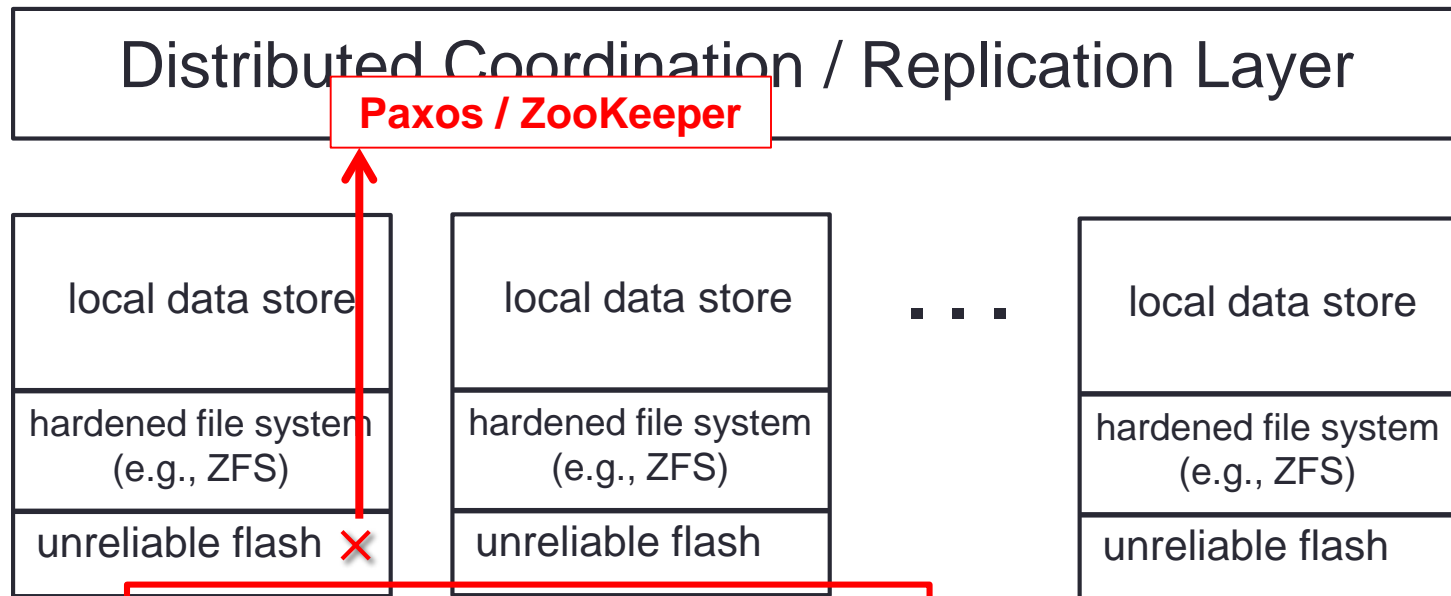 Distributed Coordination / Replication Layer
Paxos / ZooKeeper
local data store
local data store
. . .
local data store
hardened file system
(e.g., ZFS)
hardened file system
(e.g., ZFS)
hardened file system
(e.g., ZFS)
unreliable flash
unreliable flash
unreliable flash